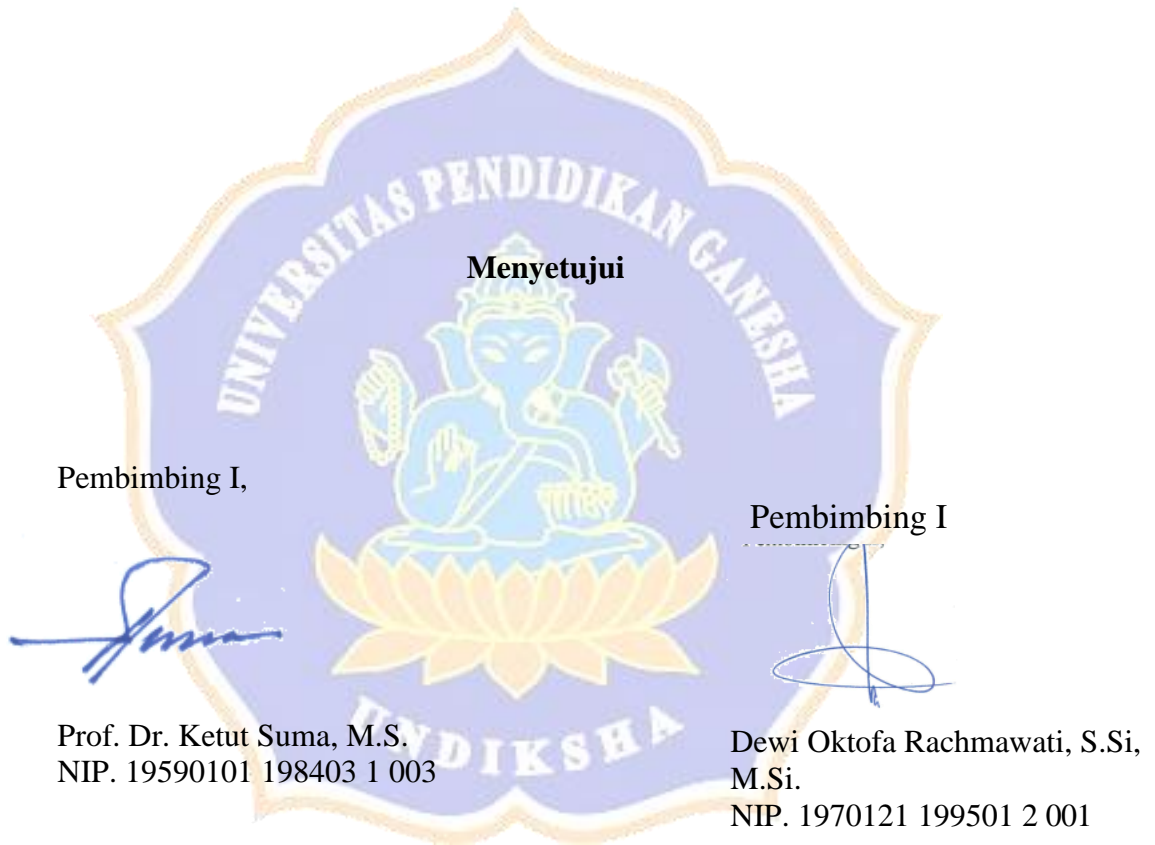 UNIVERSITAS PENDIDIKAN GANESHA
Menyetujui
Pembimbing I,
Pembimbing I
Prof. Dr. Ketut Suma, M.S.
NIP. 19590101 198403 1 003
UNDIKSHA
Dewi Oktofa Rachmawati, S.Si,
M.Si.
NIP. 1970121 199501 2 001